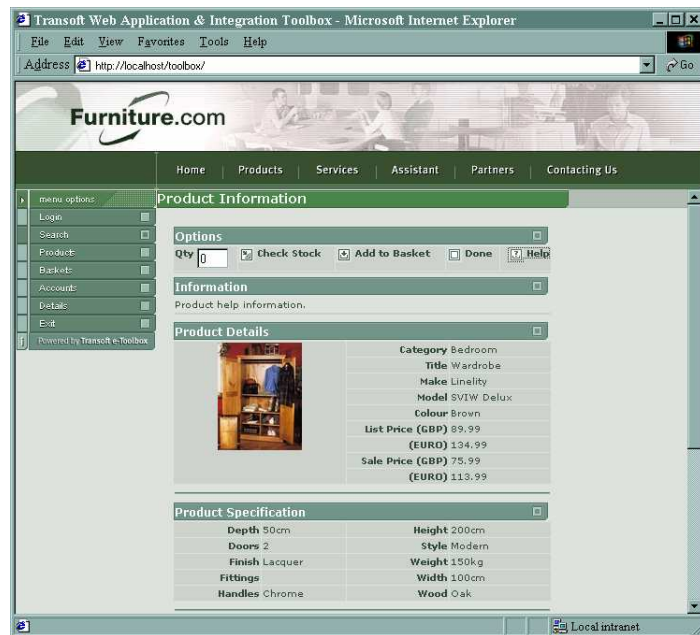 Transoft Web Application & Integration Toolbox - Microsoft Internet Explorer
File Edit View Favorites Tools Help
Address http://localhost/toolbox/ Go
Furniture.com
Home | Products | Services | Assistant | Partners | Contacting Us
menu options
Login
Search
Products
Baskets
Accounts
Details
Exit
Powered by Transoft e-Toolbox
Product Information
Options
Qty 0 Check Stock Add to Basket Done ? Help
Information
Product help information.
Product Details
Category Bedroom
Title Wardrobe
Make Linelity
Model SVIW Delux
Colour Brown
List Price (GBP) 89.99
(EURO) 134.99
Sale Price (GBP) 75.99
(EURO) 113.99
Product Specification
Depth 50cm Height 200cm
Doors 2 Style Modern
Finish Lacquer Weight 150kg
Fittings Width 100cm
Handles Chrome Wood Oak
Local intranet